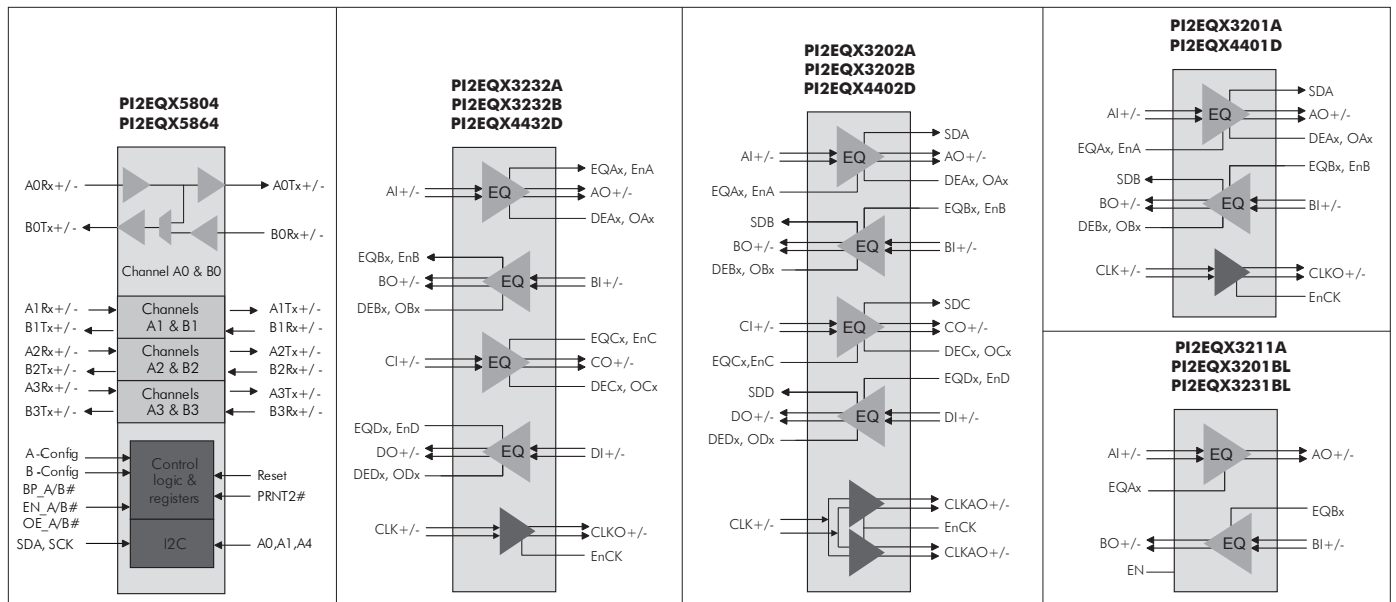 PI2EQX5804
PI2EQX5864
A0Rx+/-
A0Tx+/-
B0Tx+/-
B0Rx+/-
Channel A0 & B0
A1Rx+/-
B1Tx+/-
Channels
A1 & B1
A1Tx+/-
B1Rx+/-
A2Rx+/-
B2Tx+/-
Channels
A2 & B2
A2Tx+/-
B2Rx+/-
A3Rx+/-
B3Tx+/-
Channels
A3 & B3
A3Tx+/-
B3Rx+/-
A-Config
B-Config
BP_A/B#
EN_A/B#
OE_A/B#
SDA, SCK
Control
logic &
registers
I2C
Reset
PRNT2#
A0,A1,A4
PI2EQX3232A
PI2EQX3232B
PI2EQX4432D
AI+/-
EQ
EQAx, EnA
AO+/-
DEAx, OAx
EQBx, EnB
BO+/-
DEBx, OBx
EQ
BI+/-
CI+/-
EQ
EQCx, EnC
CO+/-
DECx, OCx
EQDx, EnD
DO+/-
DEDx, ODx
EQ
DI+/-
CLK+/-
CLKO+/-
EnCK
PI2EQX3202A
PI2EQX3202B
PI2EQX4402D
AI+/-
EQAx, EnA
EQ
SDA
AO+/-
DEAx, OAx
SDB
BO+/-
DEBx, OBx
EQ
EQBx, EnB
BI+/-
CI+/-
EQCx,EnC
EQ
SDC
CO+/-
DECx, OCx
SDD
DO+/-
DEDx, ODx
EQ
EQDx, EnD
DI+/-
CLK+/-
CLKAO+/-
EnCK
CLKAO+/-
PI2EQX3201A
PI2EQX4401D
AI+/-
EQAx, EnA
EQ
SDA
AO+/-
DEAx, OAx
SDB
BO+/-
DEBx, OBx
EQ
EQBx, EnB
BI+/-
CLK+/-
CLKO+/-
EnCK
PI2EQX3211A
PI2EQX3201BL
PI2EQX3231BL
AI+/-
EQAx
EQ
AO+/-
BO+/-
EN
EQ
EQBx
BI+/-